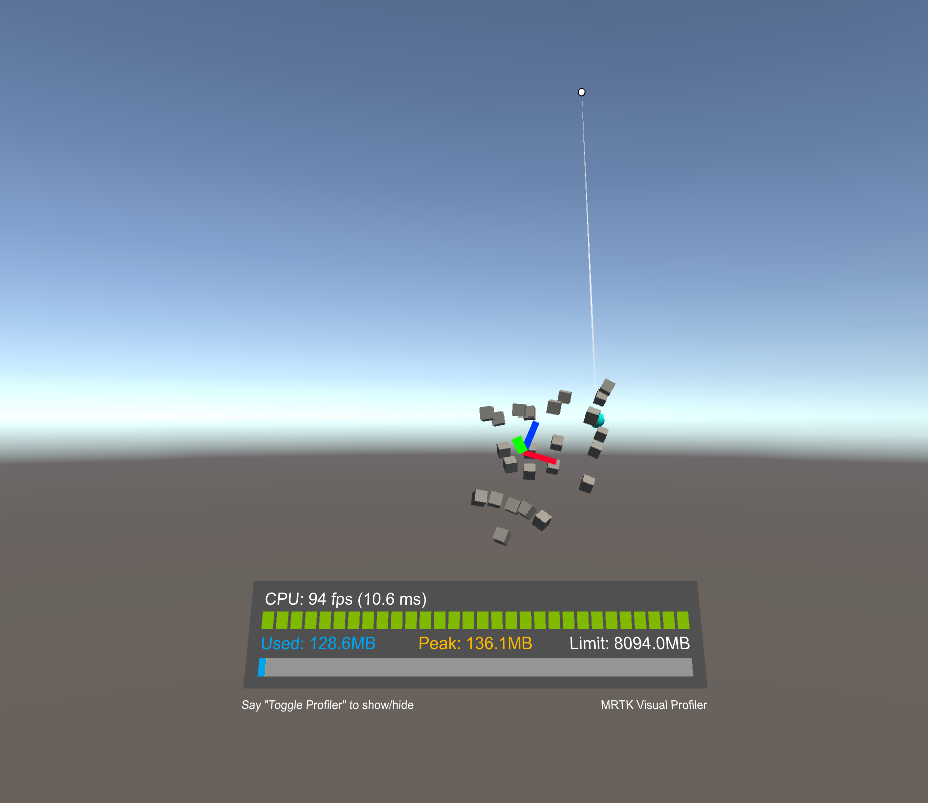 CPU: 94 fps (10.6 ms)
Used: 128.6MB Peak: 136.1MB Limit: 8094.0MB
Say "Toggle Profiler" to show/hide MRTK Visual Profiler